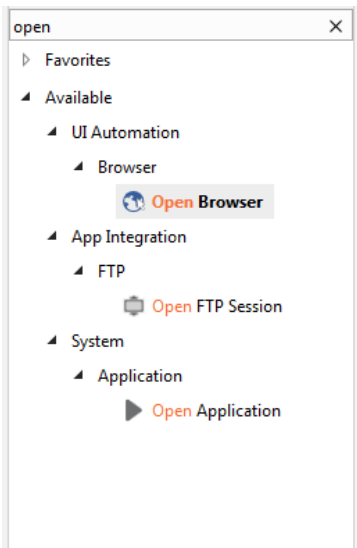 open
Favorites
Available
UI Automation
Browser
Open Browser
App Integration
FTP
Open FTP Session
System
Application
Open Application